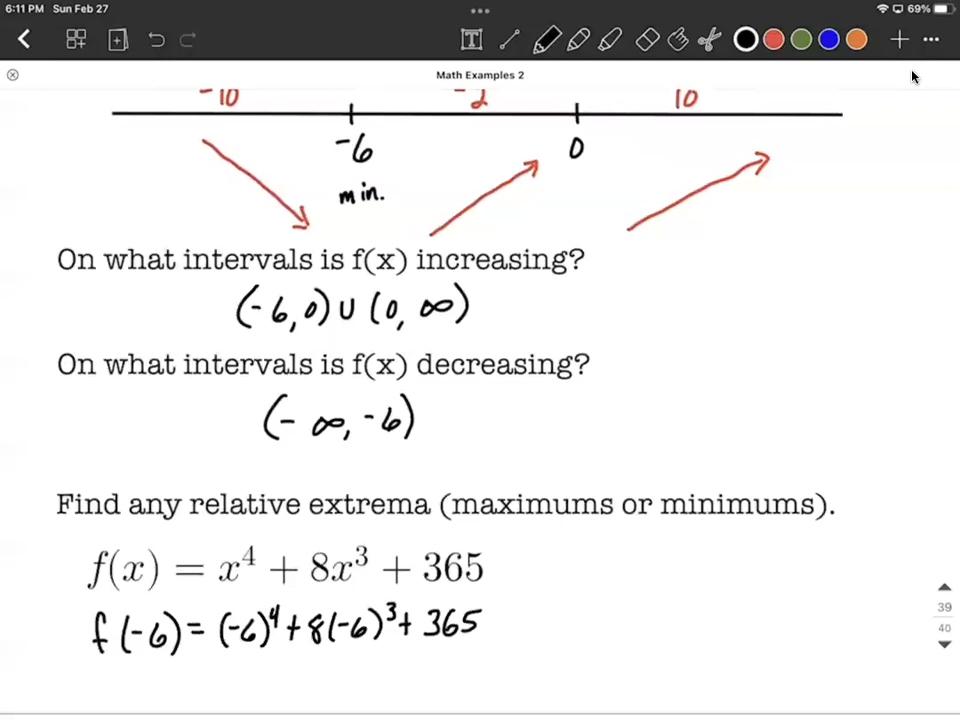 6:11 PM Sun Feb 27
69%
Math Examples 2
-10 -2 10
-6 0
min.
On what intervals is f(x) increasing?
(-6,0) ∪ (0, ∞)
On what intervals is f(x) decreasing?
(-∞, -6)
Find any relative extrema (maximums or minimums).
f(x) = x⁴ + 8x³ + 365
f(-6) = (-6)⁴ + 8(-6)³ + 365
39
40